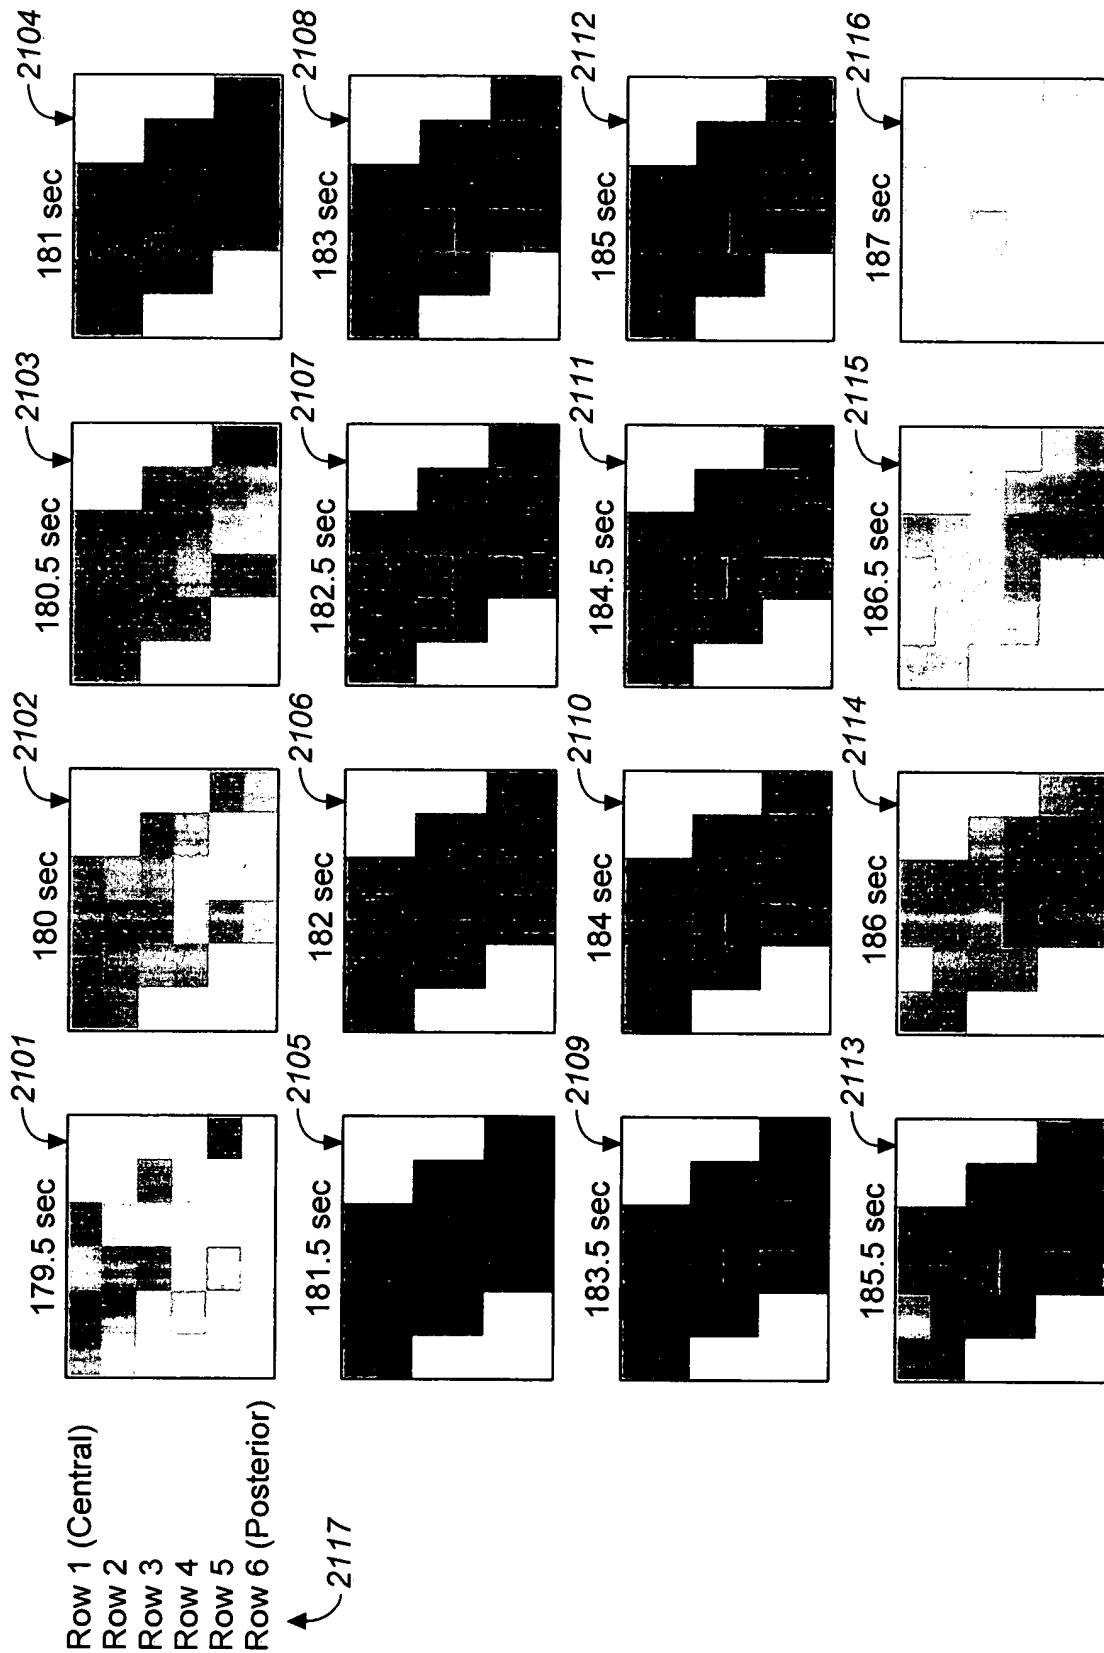 Row 1 (Central)
Row 2
Row 3
Row 4
Row 5
Row 6 (Posterior)
2117
179.5 sec
2101
180 sec
2102
180.5 sec
2103
181 sec
2104
181.5 sec
2105
182 sec
2106
182.5 sec
2107
183 sec
2108
183.5 sec
2109
184 sec
2110
184.5 sec
2111
185 sec
2112
185.5 sec
2113
186 sec
2114
186.5 sec
2115
187 sec
2116